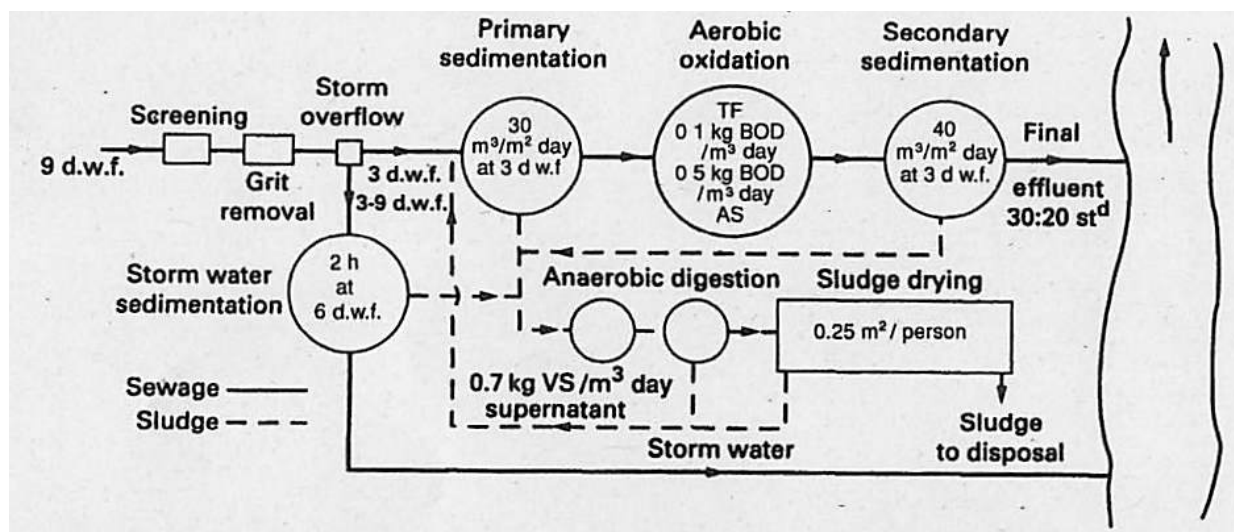 Primary
sedimentation
Aerobic
oxidation
Secondary
sedimentation
Storm
overflow
Screening
9 d.w.f.
Grit
removal
3 d.w.f.
3-9 d.w.f.
30
m³/m² day
at 3 d w.f
TF
0 1 kg BOD
/m³ day
0 5 kg BOD
/m³ day
AS
40
m³/m² day
at 3 d.w.f.
Final
effluent
30:20 stᵈ
Storm water
sedimentation
2 h
at
6 d.w.f.
Anaerobic digestion
Sludge drying
0.25 m²/ person
0.7 kg VS/m³ day
supernatant
Sewage
Sludge
Storm water
Sludge
to disposal